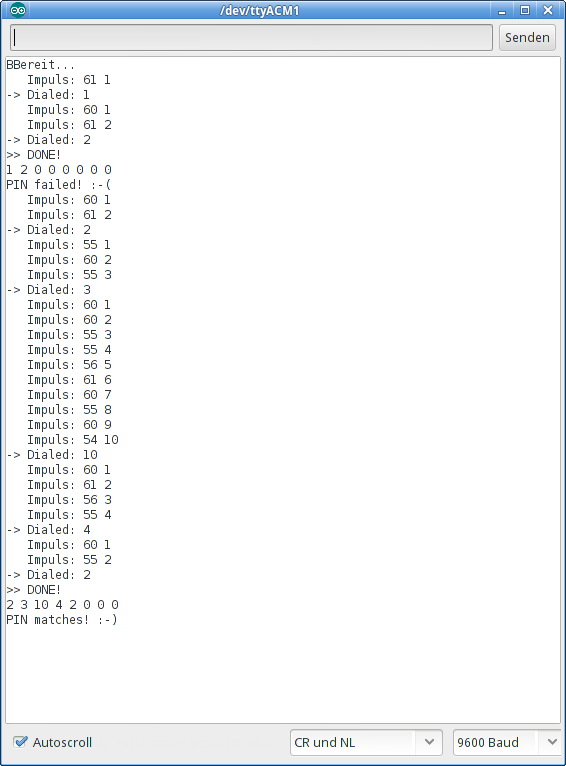 /dev/ttyACM1
Senden
BBereit...
Impuls: 61 1
-> Dialed: 1
Impuls: 60 1
Impuls: 61 2
-> Dialed: 2
>> DONE!
1 2 0 0 0 0 0 0
PIN failed! :-(
Impuls: 60 1
Impuls: 61 2
-> Dialed: 2
Impuls: 55 1
Impuls: 60 2
Impuls: 55 3
-> Dialed: 3
Impuls: 60 1
Impuls: 60 2
Impuls: 55 3
Impuls: 55 4
Impuls: 56 5
Impuls: 61 6
Impuls: 60 7
Impuls: 55 8
Impuls: 60 9
Impuls: 54 10
-> Dialed: 10
Impuls: 60 1
Impuls: 61 2
Impuls: 56 3
Impuls: 55 4
-> Dialed: 4
Impuls: 60 1
Impuls: 55 2
-> Dialed: 2
>> DONE!
2 3 10 4 2 0 0 0
PIN matches! :-)
Autoscroll
CR und NL
9600 Baud